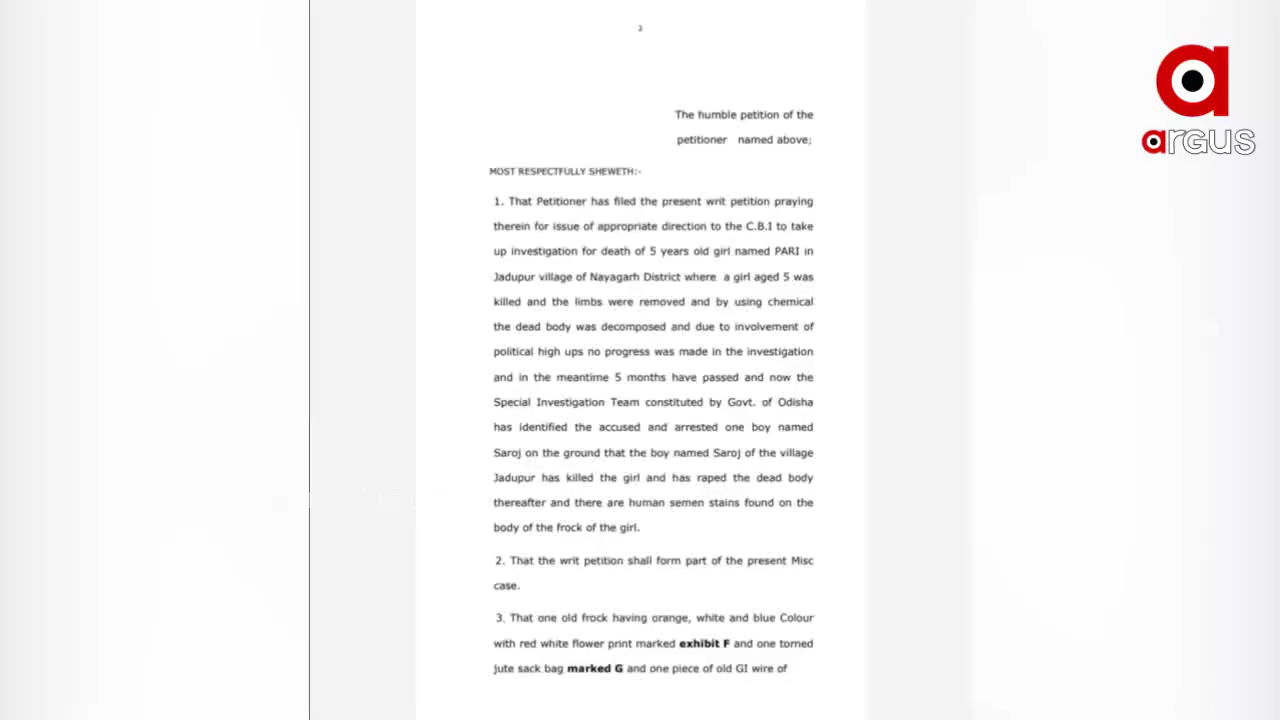 3
The humble petition of the
petitioner named above;
MOST RESPECTFULLY SHEWETH:-
1. That Petitioner has filed the present writ petition praying
therein for issue of appropriate direction to the C.B.I to take
up investigation for death of 5 years old girl named PARI in
Jadupur village of Nayagarh District where a girl aged 5 was
killed and the limbs were removed and by using chemical
the dead body was decomposed and due to involvement of
political high ups no progress was made in the investigation
and in the meantime 5 months have passed and now the
Special Investigation Team constituted by Govt. of Odisha
has identified the accused and arrested one boy named
Saroj on the ground that the boy named Saroj of the village
Jadupur has killed the girl and has raped the dead body
thereafter and there are human semen stains found on the
body of the frock of the girl.
2. That the writ petition shall form part of the present Misc
case.
3. That one old frock having orange, white and blue Colour
with red white flower print marked exhibit F and one torned
jute sack bag marked G and one piece of old GI wire of
argus